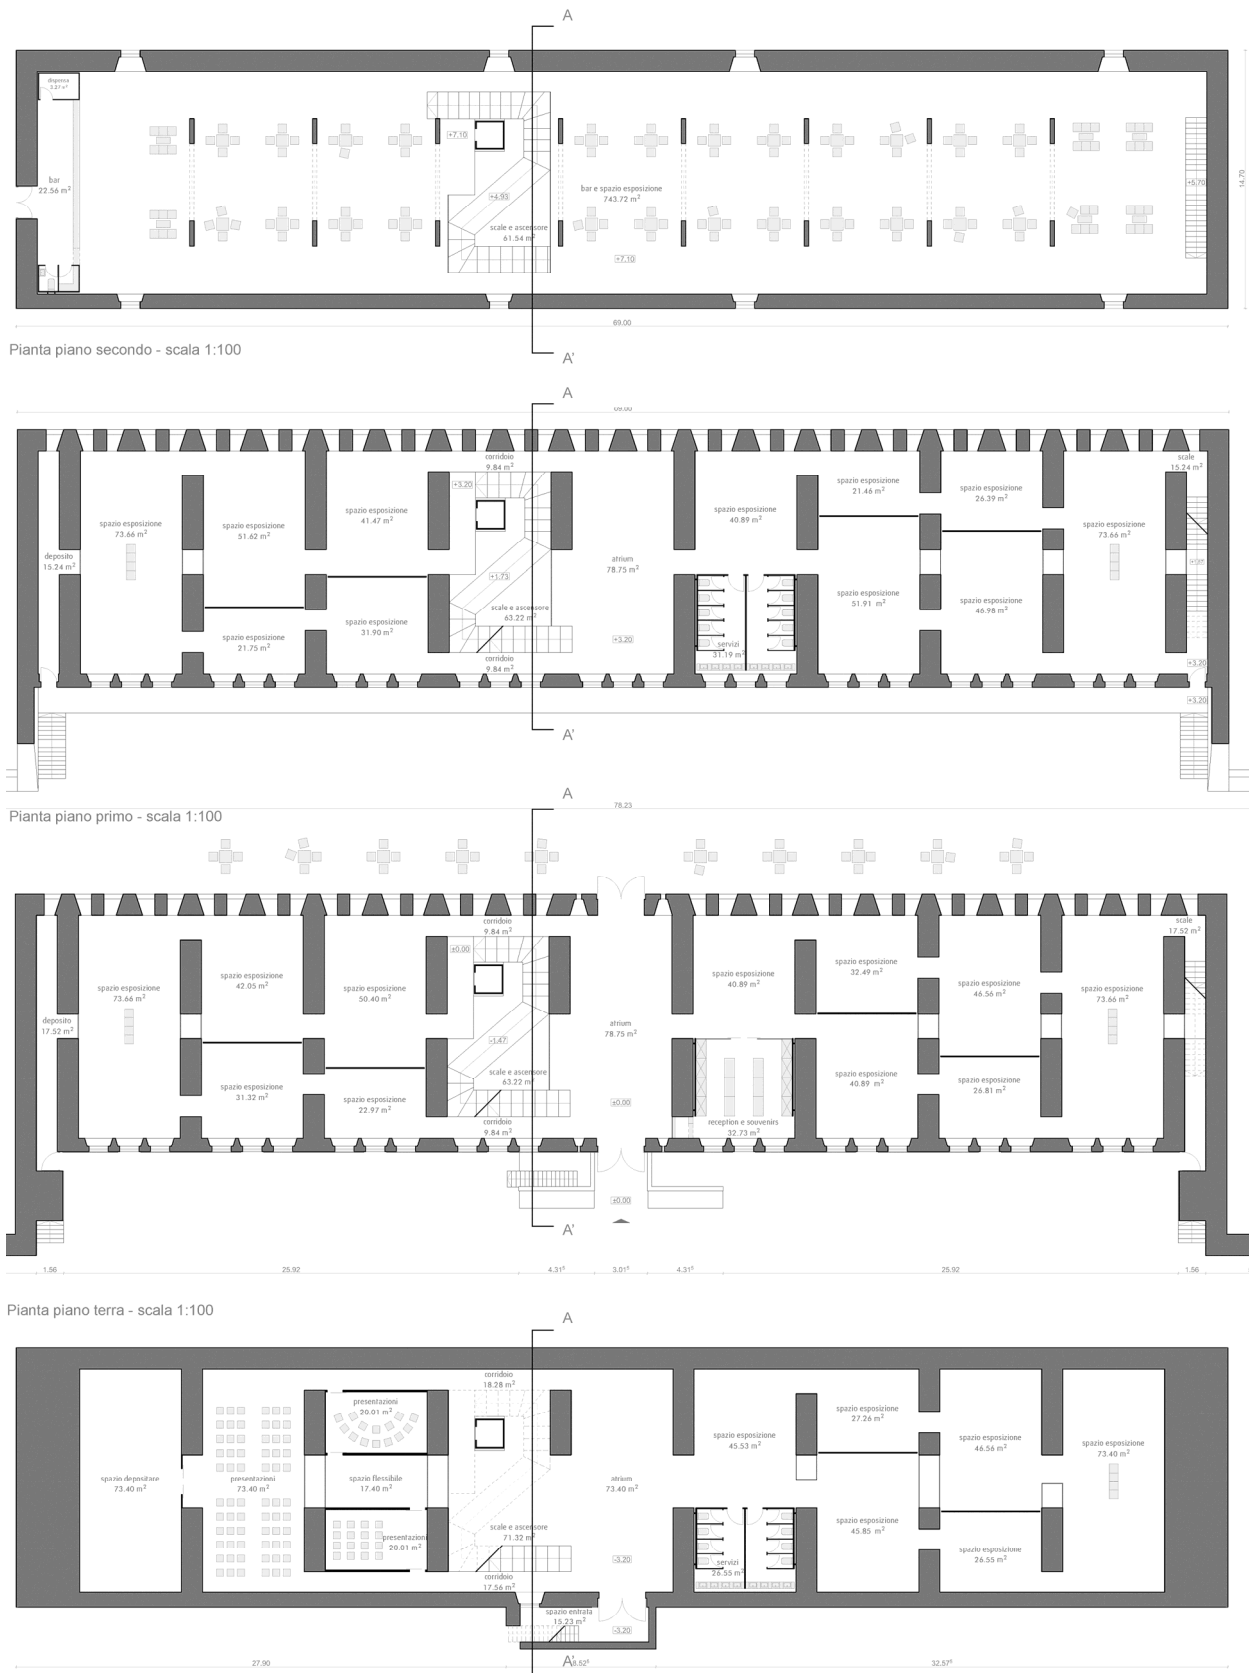 A
dispensa
3.27 m²
+7.10
bar
22.56 m²
+4.93
bar e spazio esposizione
743.72 m²
+5.70
14.70
scale e ascensore
61.54 m²
+7.10
69.00
Pianta piano secondo - scala 1:100
A'
A
69.00
corridoio
9.84 m²
scale
15.24 m²
+3.20
spazio esposizione
41.47 m²
spazio esposizione
21.46 m²
spazio esposizione
26.39 m²
spazio esposizione
73.66 m²
spazio esposizione
51.62 m²
spazio esposizione
40.89 m²
spazio esposizione
73.66 m²
deposito
15.24 m²
atrium
78.75 m²
+1.73
spazio esposizione
51.91 m²
spazio esposizione
46.98 m²
scale e ascensore
63.22 m²
spazio esposizione
31.90 m²
spazio esposizione
21.75 m²
+3.20
servizi
31.19 m²
corridoio
9.84 m²
+3.20
+3.20
A'
A
78.23
Pianta piano primo - scala 1:100
corridoio
9.84 m²
scale
17.52 m²
±0.00
spazio esposizione
73.66 m²
spazio esposizione
42.05 m²
spazio esposizione
50.40 m²
spazio esposizione
40.89 m²
spazio esposizione
32.49 m²
spazio esposizione
46.56 m²
spazio esposizione
73.66 m²
deposito
17.52 m²
atrium
78.75 m²
-1.47
scale e ascensore
63.22 m²
spazio esposizione
31.32 m²
spazio esposizione
22.97 m²
spazio esposizione
40.89 m²
spazio esposizione
26.81 m²
±0.00
corridoio
9.84 m²
reception e souvenirs
32.73 m²
±0.00
A'
1.56
25.92
4.31⁵
3.01⁵
4.31⁵
25.92
1.56
Pianta piano terra - scala 1:100
A
corridoio
18.28 m²
presentazioni
20.01 m²
spazio esposizione
27.26 m²
spazio esposizione
45.53 m²
spazio esposizione
46.56 m²
spazio esposizione
73.40 m²
spazio depositare
73.40 m²
presentazioni
73.40 m²
spazio flessibile
17.40 m²
atrium
73.40 m²
scale e ascensore
71.32 m²
presentazioni
20.01 m²
spazio esposizione
45.85 m²
spazio esposizione
26.55 m²
-3.20
servizi
26.55 m²
corridoio
17.56 m²
spazio entrata
15.23 m²
-3.20
A'
27.90
8.52⁵
32.57⁵